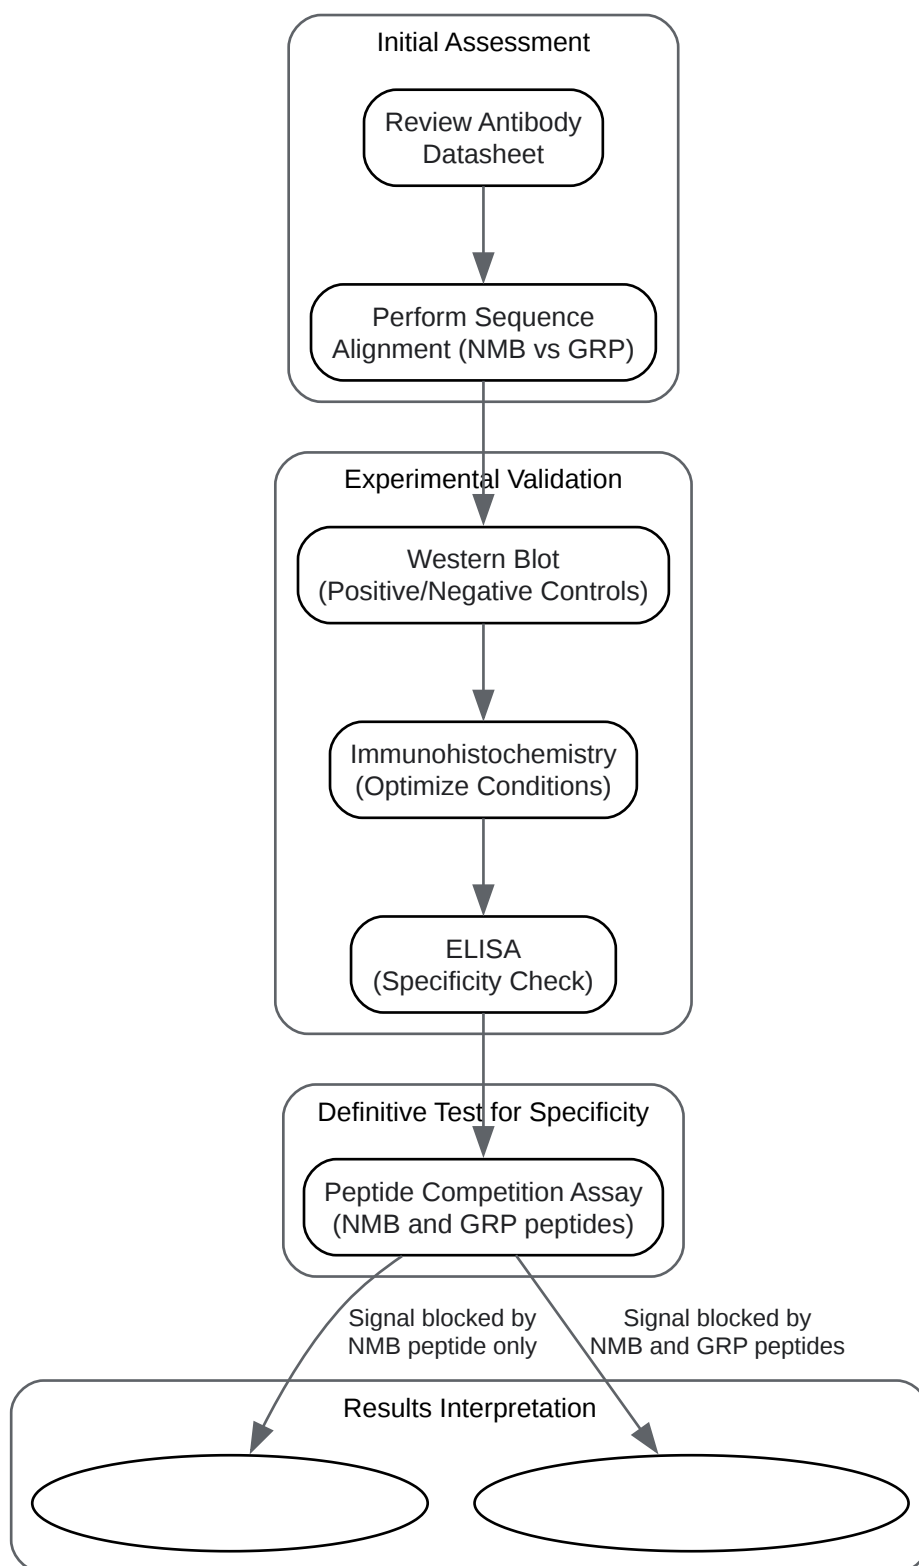 Initial Assessment
Review Antibody
Datasheet
Perform Sequence
Alignment (NMB vs GRP)
Experimental Validation
Western Blot
(Positive/Negative Controls)
Immunohistochemistry
(Optimize Conditions)
ELISA
(Specificity Check)
Definitive Test for Specificity
Peptide Competition Assay
(NMB and GRP peptides)
Signal blocked by
NMB peptide only
Signal blocked by
NMB and GRP peptides
Results Interpretation